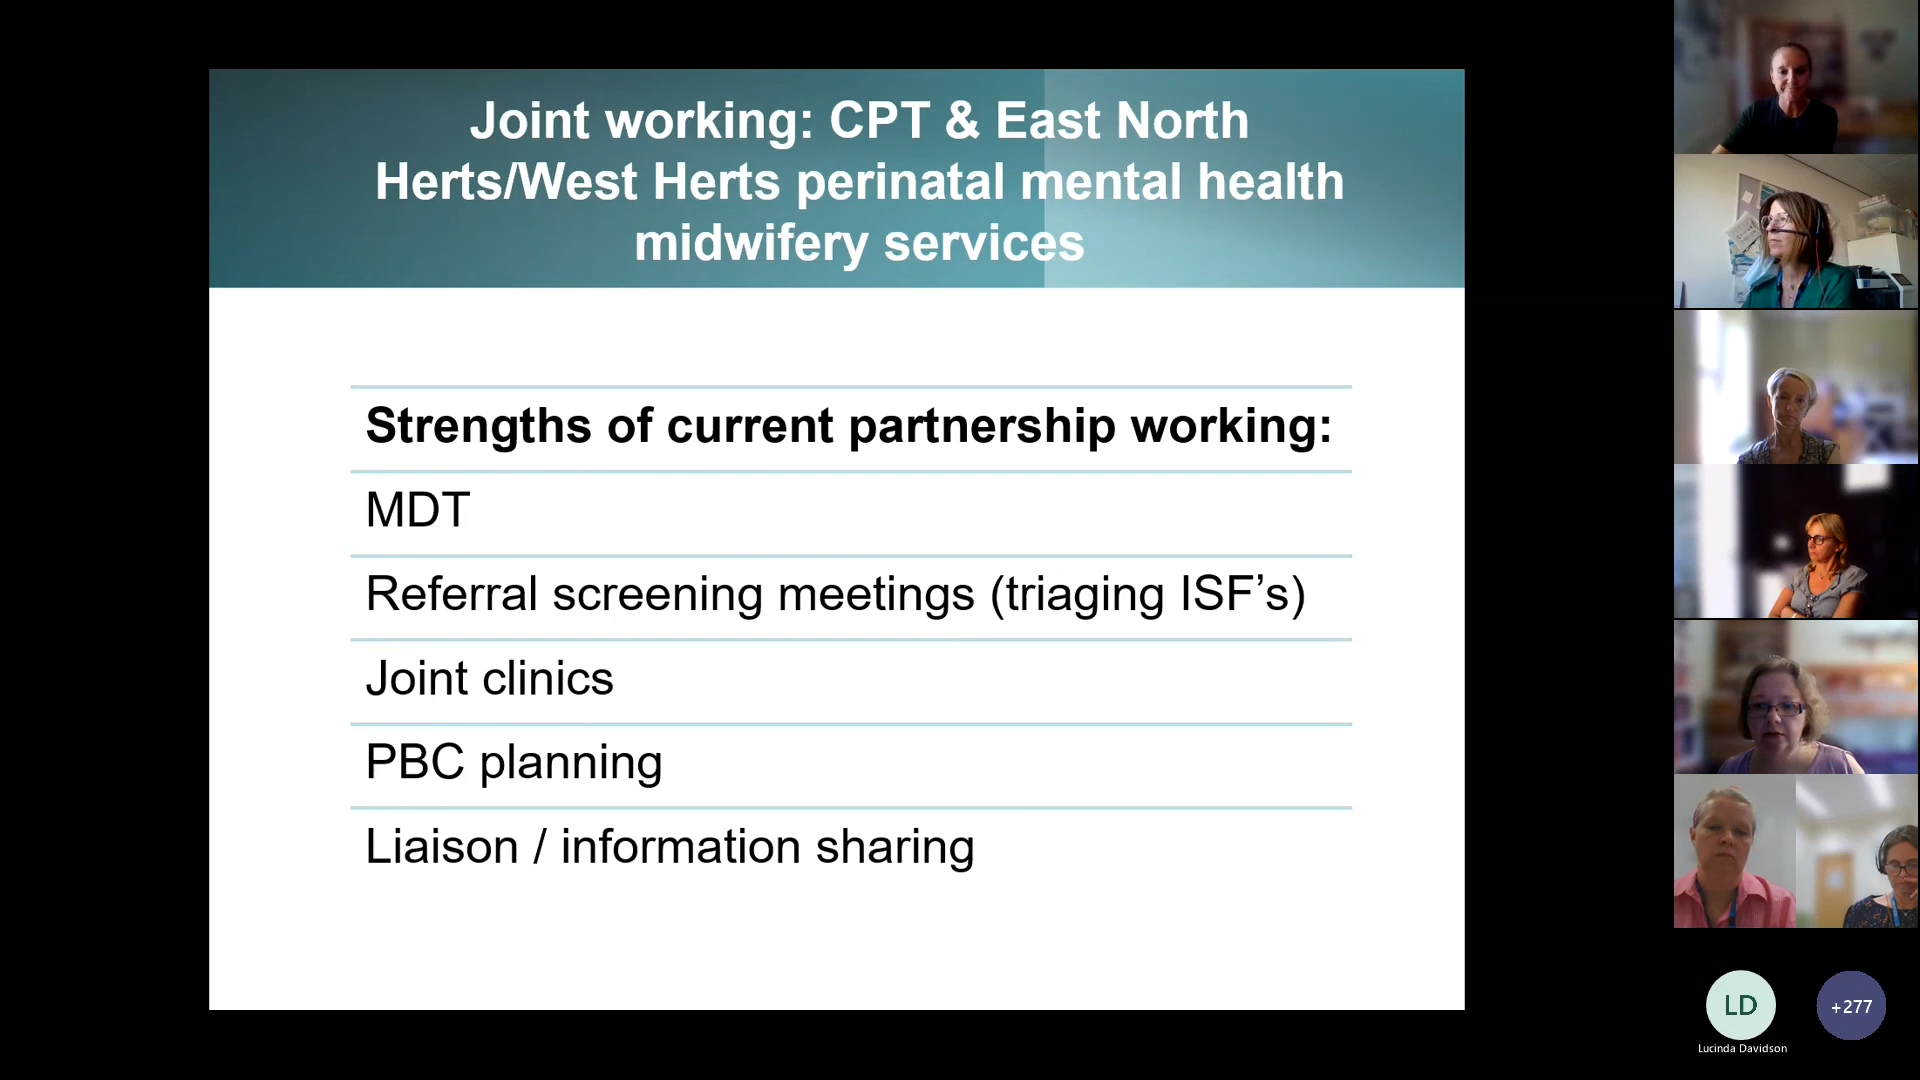 Joint working: CPT & East North
Herts/West Herts perinatal mental health
midwifery services
Strengths of current partnership working:
MDT
Referral screening meetings (triaging ISF’s)
Joint clinics
PBC planning
Liaison / information sharing
LD
+277
Lucinda Davidson